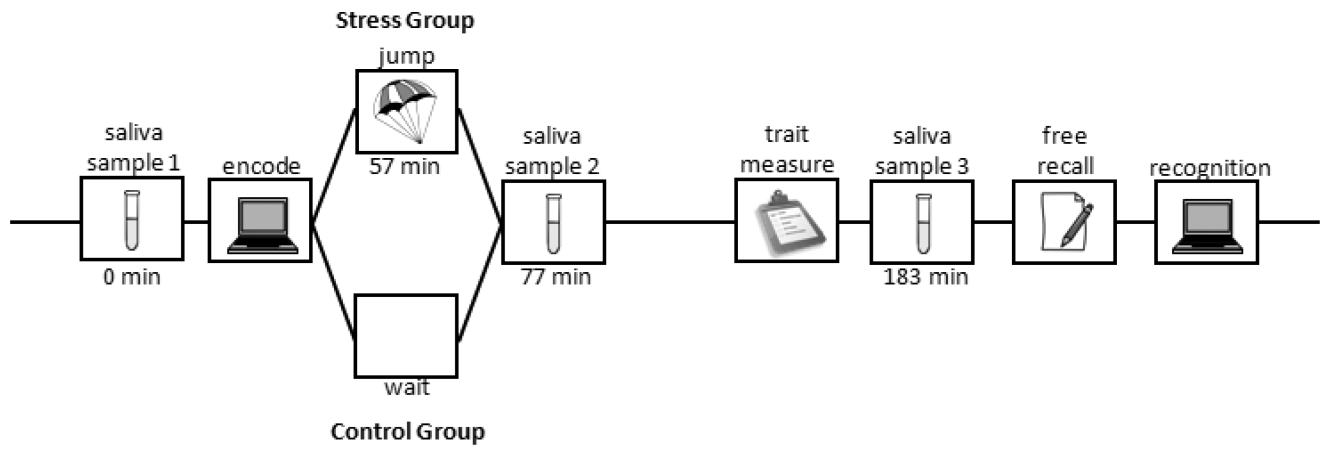 Stress Group
jump
57 min
saliva
sample 1
0 min
encode
wait
Control Group
saliva
sample 2
77 min
trait
measure
saliva
sample 3
183 min
free
recall
recognition